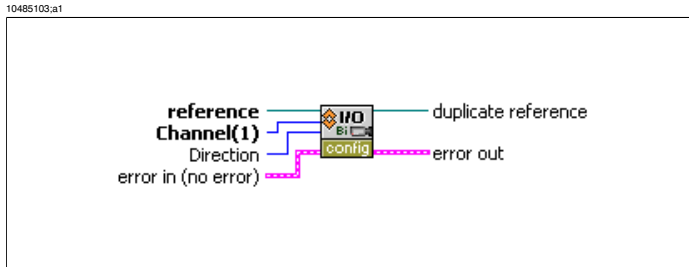 10485103;a1
reference
Channel(1)
Direction
error in (no error)
I/O
Bi
config
duplicate reference
error out